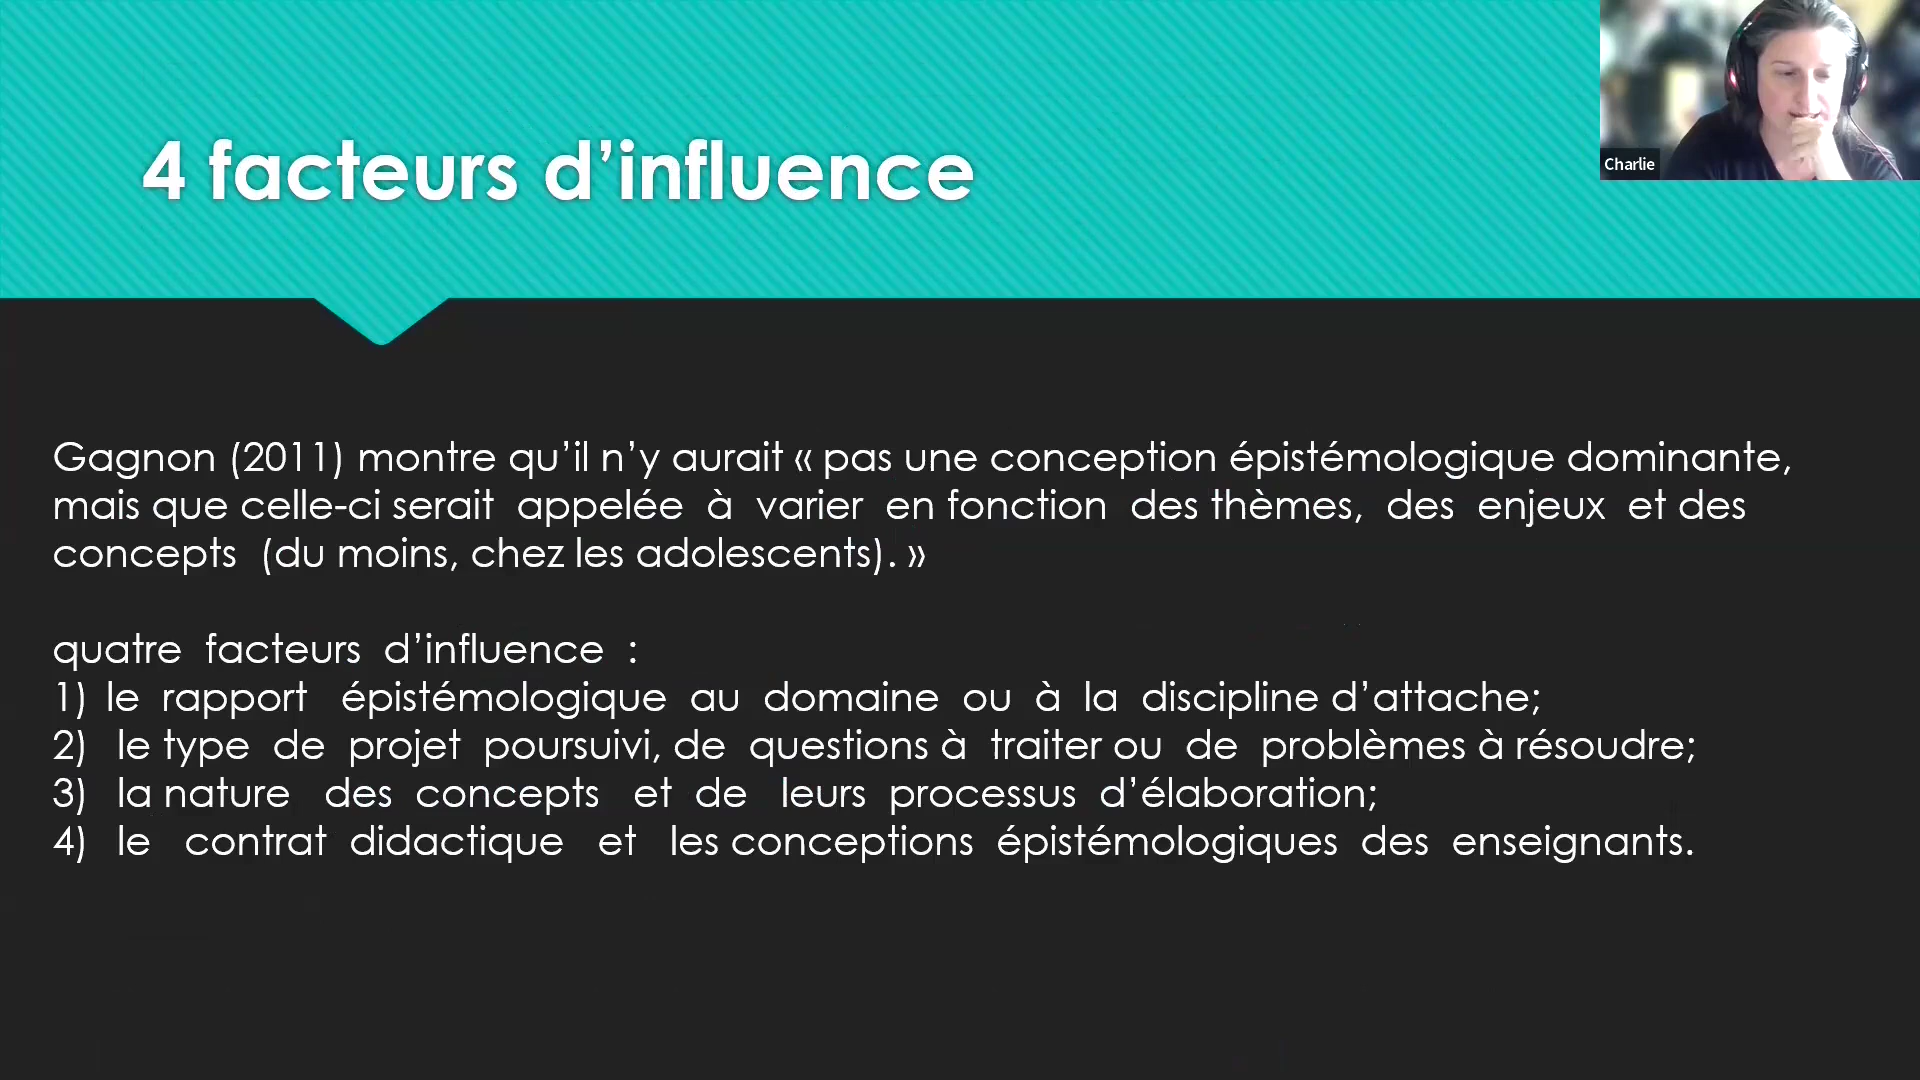 4 facteurs d’influence
Charlie
Gagnon (2011) montre qu’il n’y aurait « pas une conception épistémologique dominante,
mais que celle-ci serait appelée à varier en fonction des thèmes, des enjeux et des
concepts (du moins, chez les adolescents). »
quatre facteurs d’influence :
1) le rapport épistémologique au domaine ou à la discipline d’attache;
2) le type de projet poursuivi, de questions à traiter ou de problèmes à résoudre;
3) la nature des concepts et de leurs processus d’élaboration;
4) le contrat didactique et les conceptions épistémologiques des enseignants.